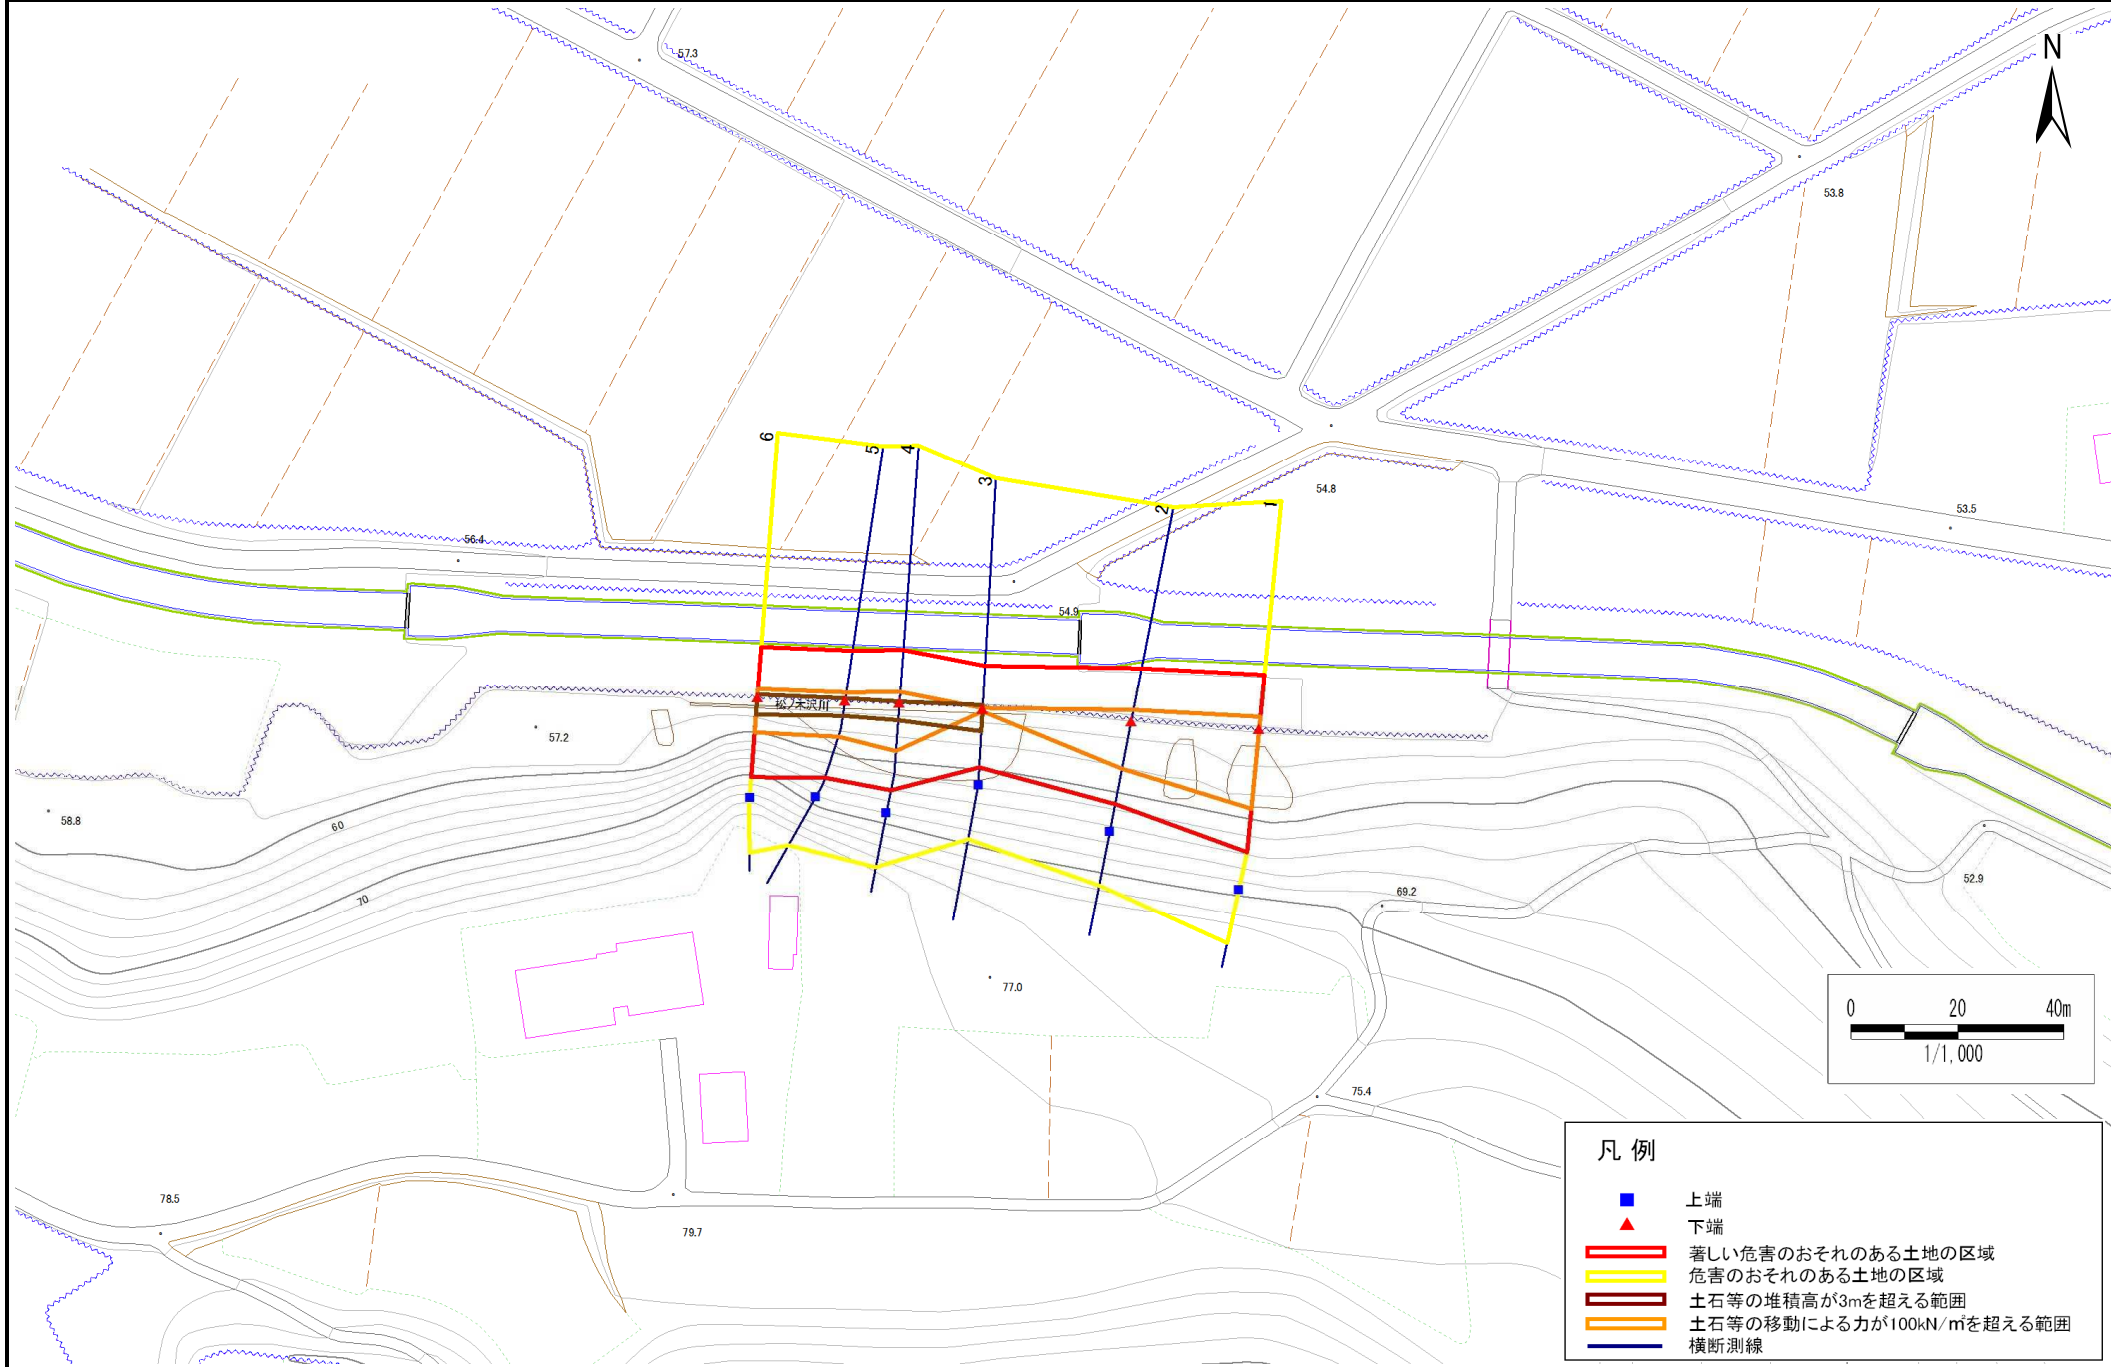 57.3
N
53.8
6
5
4
3
2
1
54.8
53.5
56.4
54.9
松ノ木沢川
57.2
58.8
60
70
69.2
52.9
77.0
0 20 40m
1/1,000
75.4
78.5
79.7
凡 例
上端
下端
著しい危害のおそれのある土地の区域
危害のおそれのある土地の区域
土石等の堆積高が3mを超える範囲
土石等の移動による力が100kN/㎡を超える範囲
横断測線